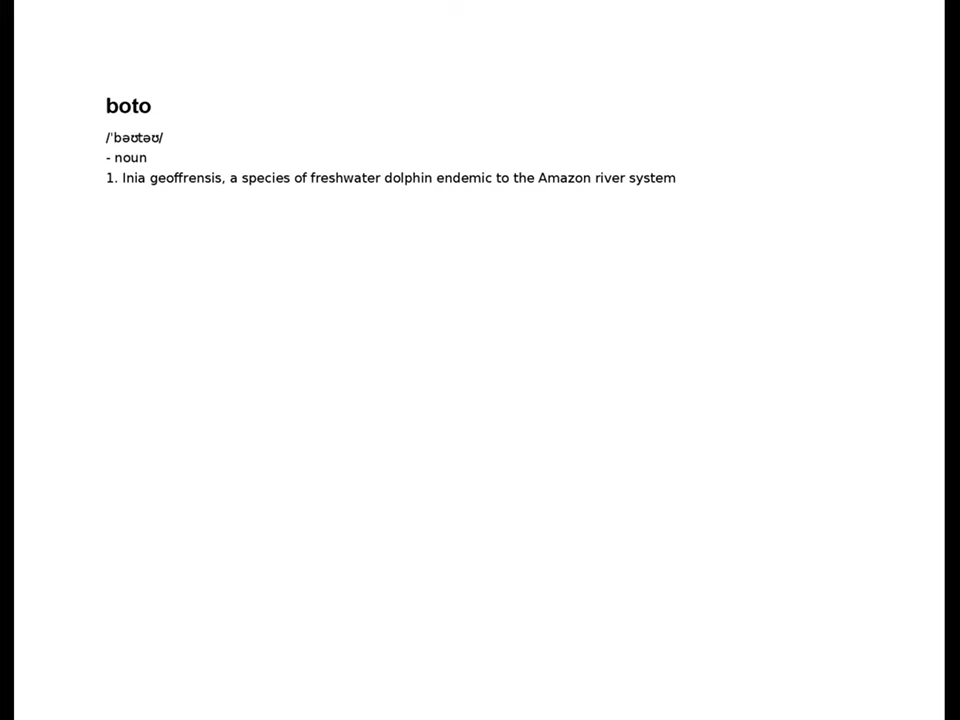 boto
/ˈbəʊtəʊ/
- noun
1. Inia geoffrensis, a species of freshwater dolphin endemic to the Amazon river system